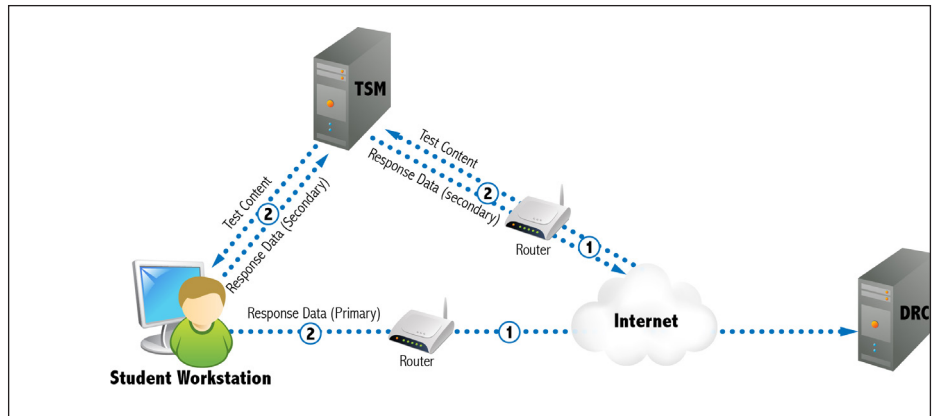 TSM
Test Content
Response Data (secondary)
2
Test Content
2
Response Data (Secondary)
Router
1
Internet
DRC
Response Data (Primary)
2
Router
1
Student Workstation